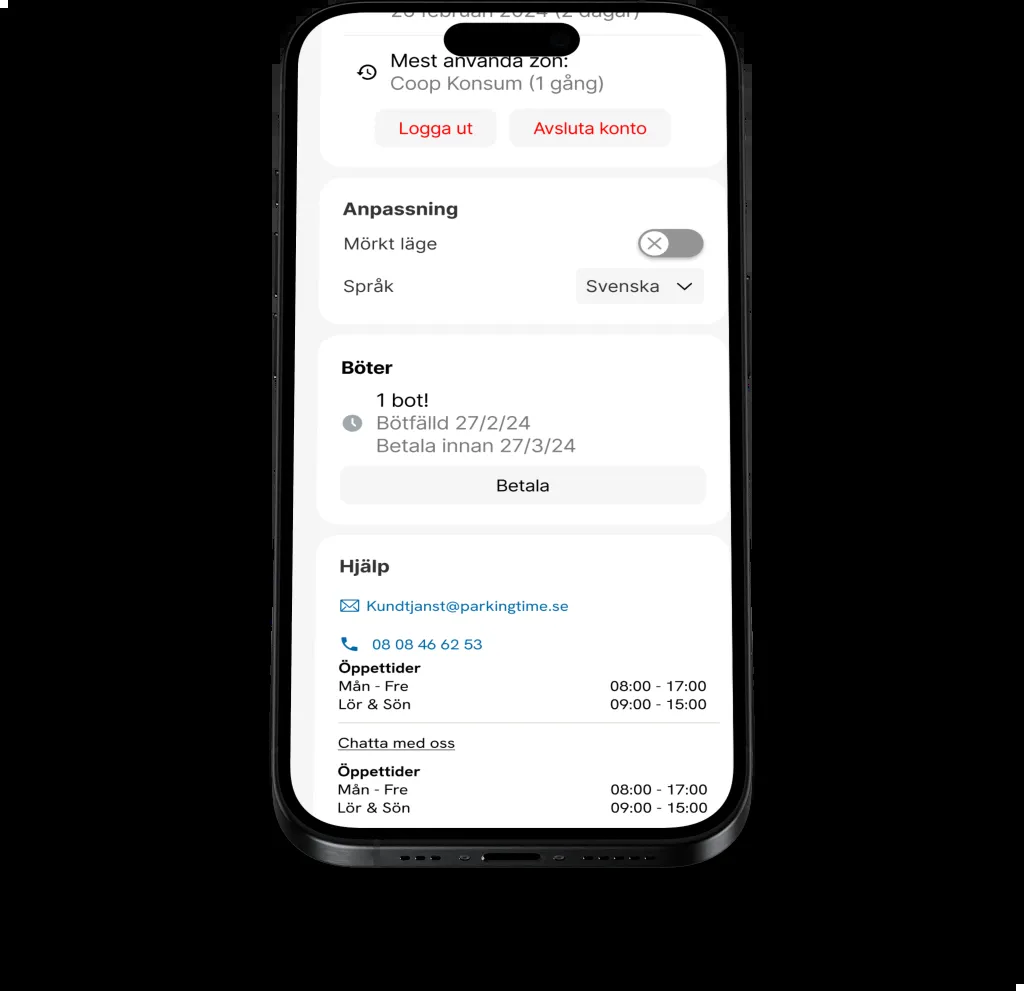 26 februari 2024 (2 dagar)
Mest använda zon:
Coop Konsum (1 gång)
Logga ut
Avsluta konto
Anpassning
Mörkt läge
Språk
Svenska
Böter
1 bot!
Bötfälld 27/2/24
Betala innan 27/3/24
Betala
Hjälp
Kundtjanst@parkingtime.se
08 08 46 62 53
Öppettider
Mån - Fre 08:00 - 17:00
Lör & Sön 09:00 - 15:00
Chatta med oss
Öppettider
Mån - Fre 08:00 - 17:00
Lör & Sön 09:00 - 15:00